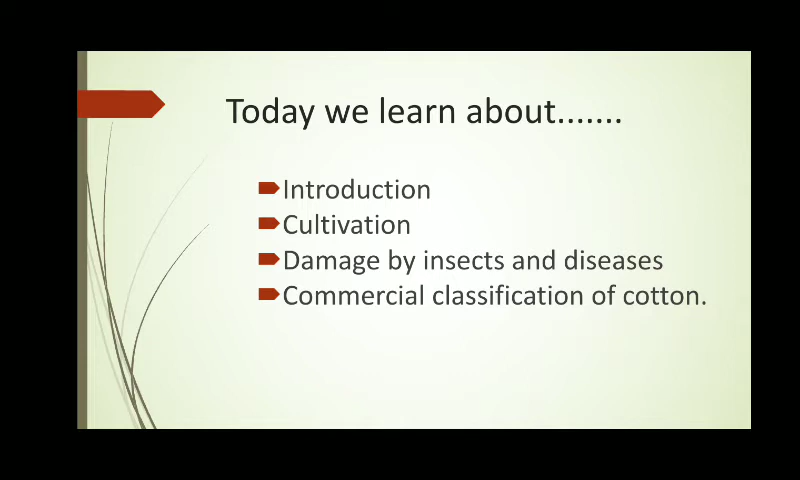 Today we learn about.......
Introduction
Cultivation
Damage by insects and diseases
Commercial classification of cotton.